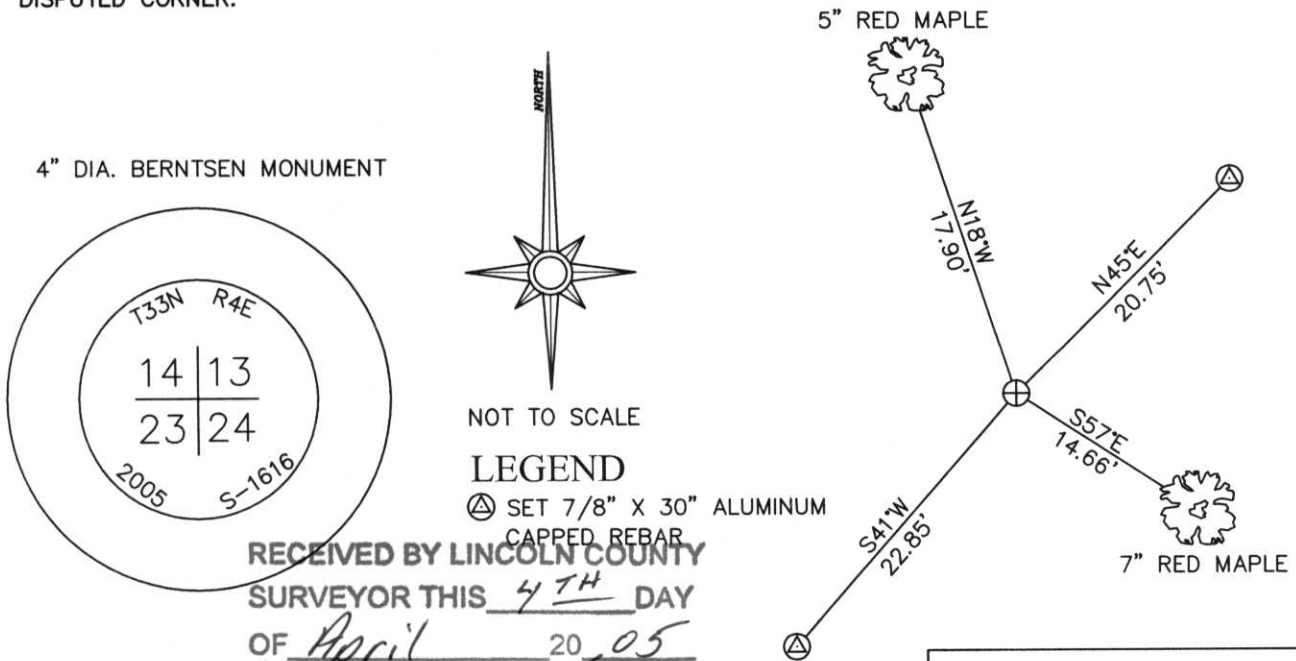 DISPUTED CORNER.
5" RED MAPLE
NORTH
4" DIA. BERNTSEN MONUMENT
T33N R4E
14 13
23 24
2005 S-1616
N18°W
17.90'
N45°E
20.75'
S57°E
14.66'
S41°W
22.85'
7" RED MAPLE
NOT TO SCALE
LEGEND
SET 7/8" X 30" ALUMINUM
CAPPED REBAR
RECEIVED BY LINCOLN COUNTY
SURVEYOR THIS 4TH DAY
OF April 20,05